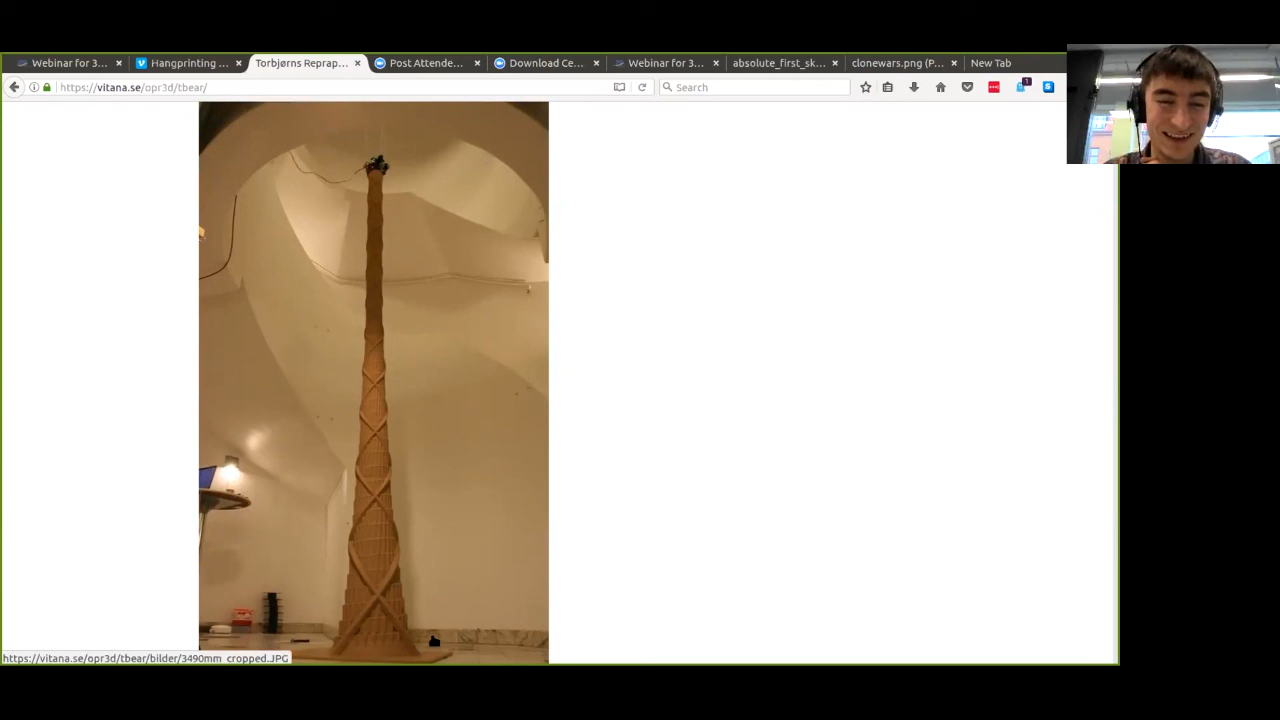 Webinar for 3...
Hangprinting ...
Torbjørns Reprap...
Post Attende...
Download Ce...
Webinar for 3...
absolute_first_sk...
clonewars.png (P...
New Tab
https://vitana.se/opr3d/tbear/
Search
1
https://vitana.se/opr3d/tbear/bilder/3490mm_cropped.JPG